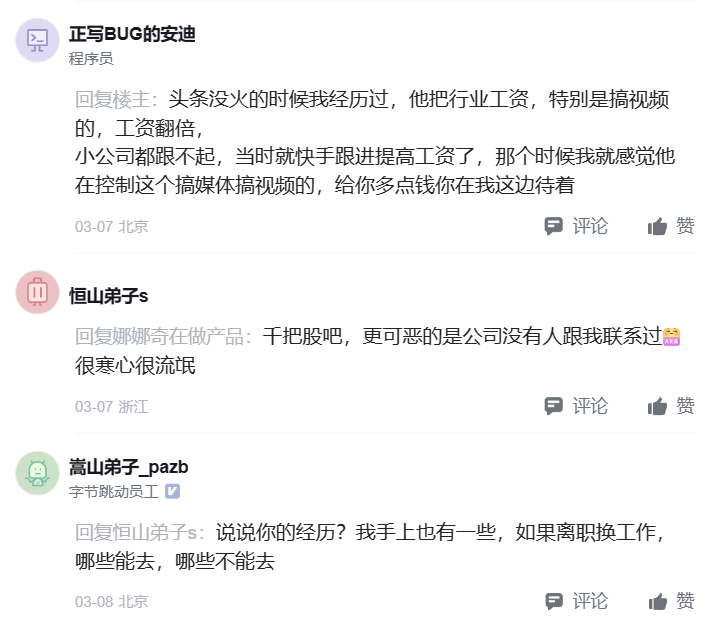 正写BUG的安迪
程序员
回复楼主：头条没火的时候我经历过，他把行业工资，特别是搞视频
的，工资翻倍，
小公司都跟不起，当时就快手跟进提高工资了，那个时候我就感觉他
在控制这个搞媒体搞视频的，给你多点钱你在我这边待着
03-07 北京 评论 赞
恒山弟子s
回复娜娜奇在做产品：千把股吧，更可恶的是公司没有人跟我联系过
很寒心很流氓
03-07 浙江 评论 赞
嵩山弟子_pazb
字节跳动员工
回复恒山弟子s：说说你的经历？我手上也有一些，如果离职换工作，
哪些能去，哪些不能去
03-08 北京 评论 赞